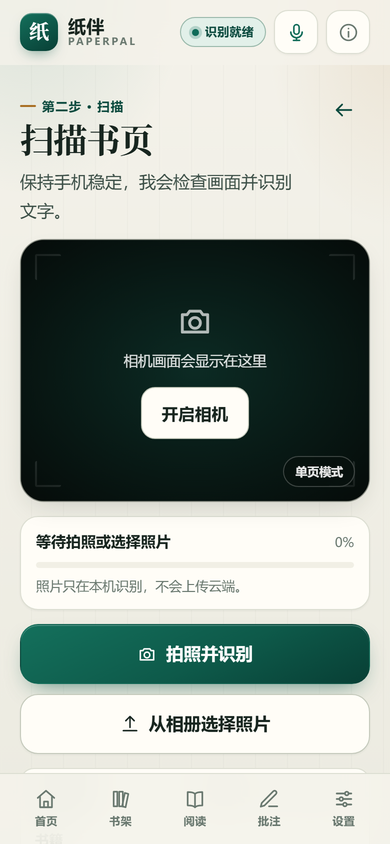 纸
纸伴
PAPERPAL
识别就绪
第二步·扫描
扫描书页
保持手机稳定，我会检查画面并识别
文字。
相机画面会显示在这里
开启相机
单页模式
等待拍照或选择照片
0%
照片只在本机识别，不会上传云端。
拍照并识别
从相册选择照片
首页
书架
阅读
批注
设置